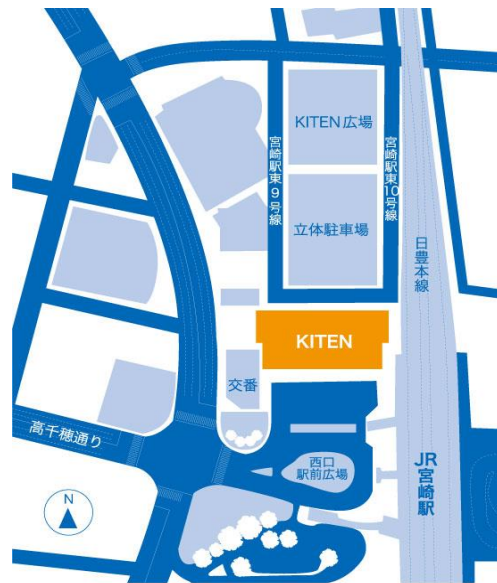 KITEN広場
宮崎駅東9号線
宮崎駅東10号線
立体駐車場
日豊本線
KITEN
交番
高千穂通り
西口
駅前広場
JR
宮崎駅
N